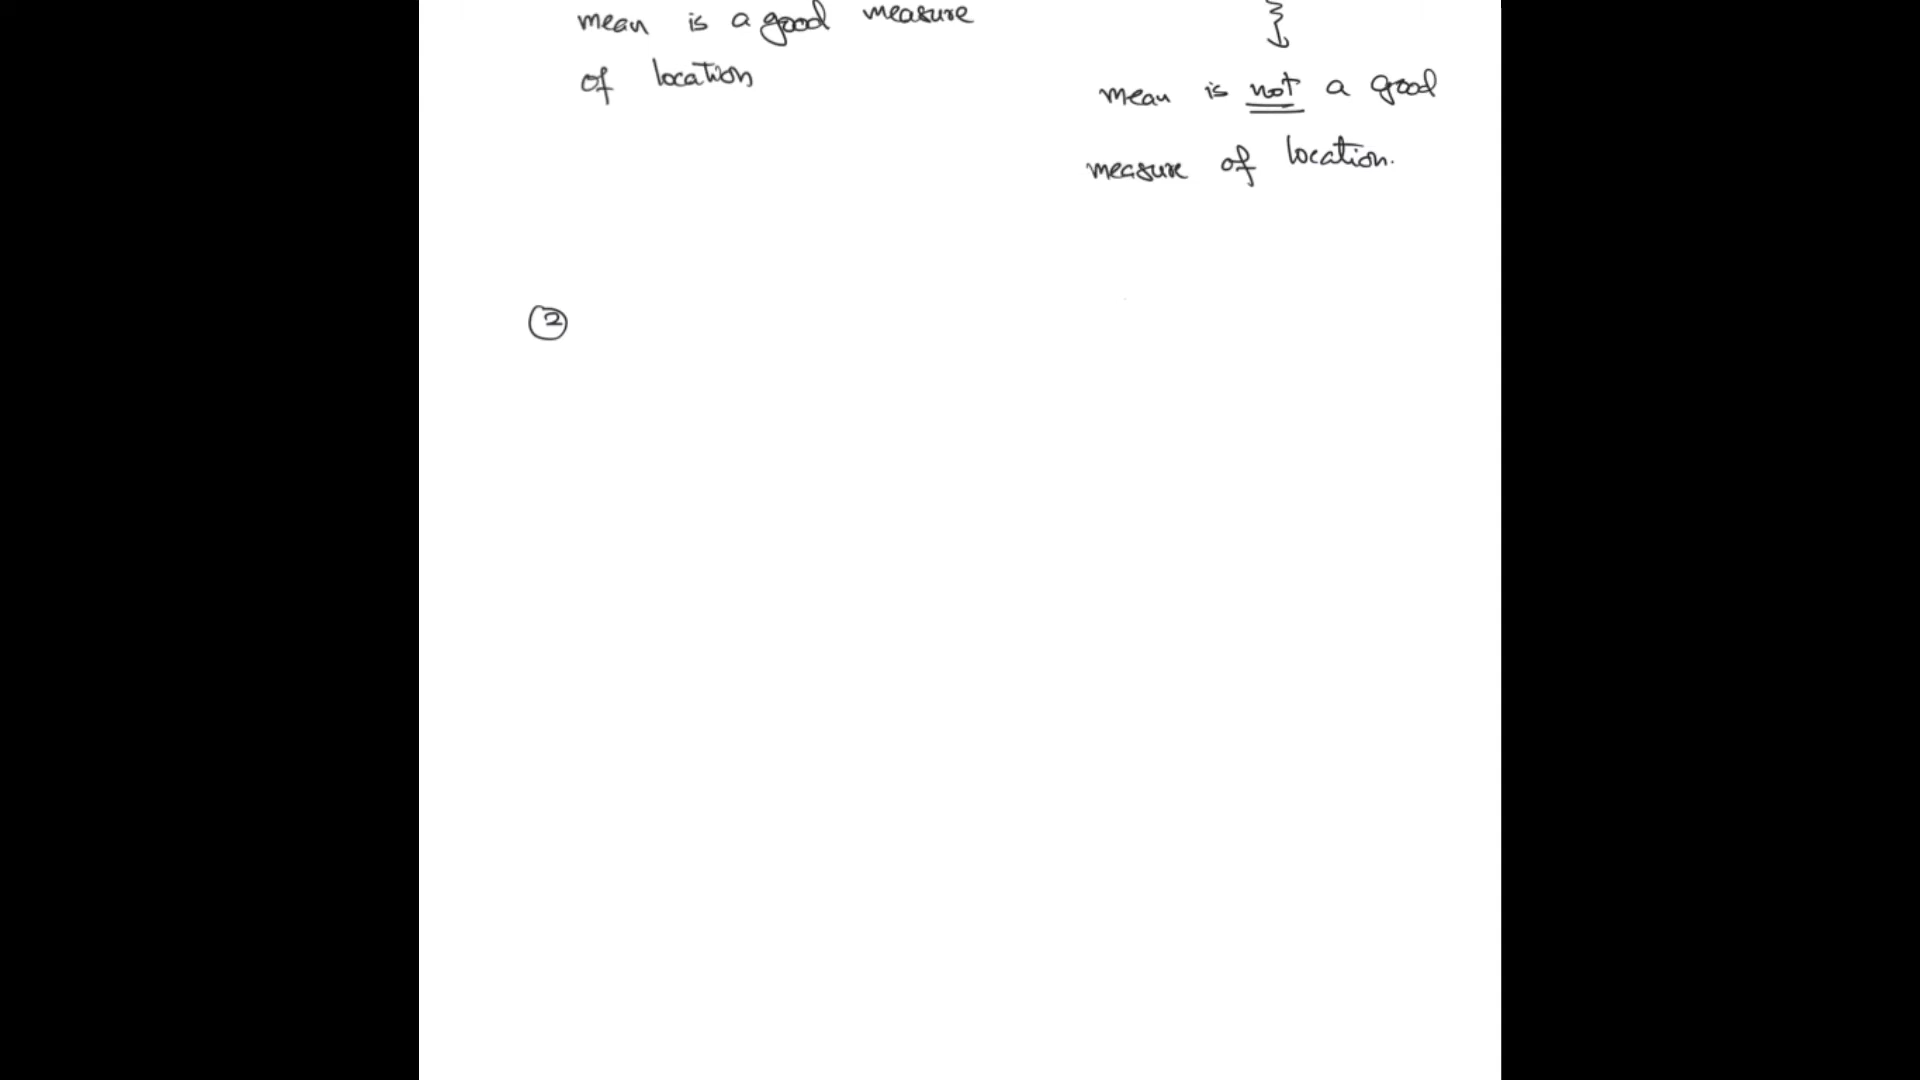 mean is a good measure
of location
mean is not a good
measure of location.
2